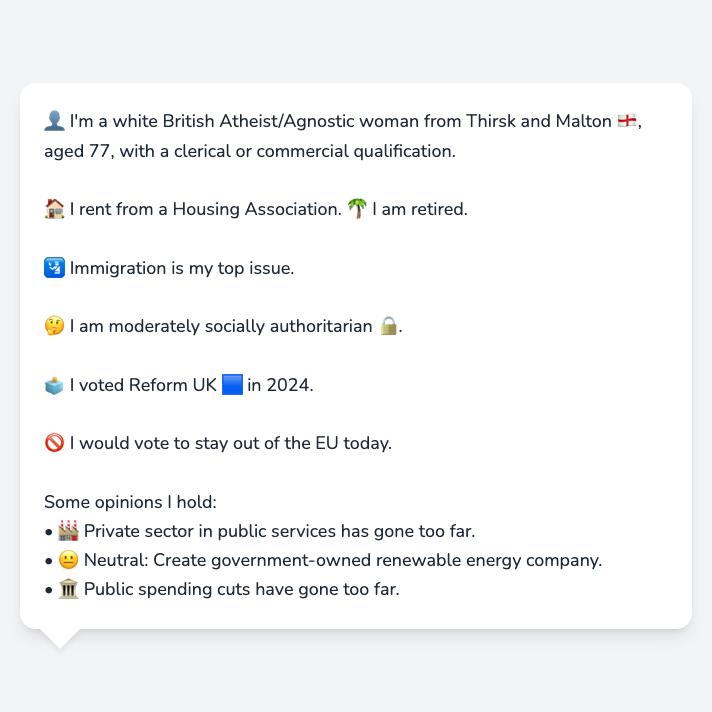 👤 I'm a white British Atheist/Agnostic woman from Thirsk and Malton 🏴󠁧󠁢󠁥󠁮󠁧󠁿,
aged 77, with a clerical or commercial qualification.
🏠 I rent from a Housing Association. 🌴 I am retired.
🛂 Immigration is my top issue.
🤔 I am moderately socially authoritarian 🔒.
🗳️ I voted Reform UK 🟦 in 2024.
🚫 I would vote to stay out of the EU today.
Some opinions I hold:
• 🏭 Private sector in public services has gone too far.
• 😐 Neutral: Create government-owned renewable energy company.
• 🏛️ Public spending cuts have gone too far.